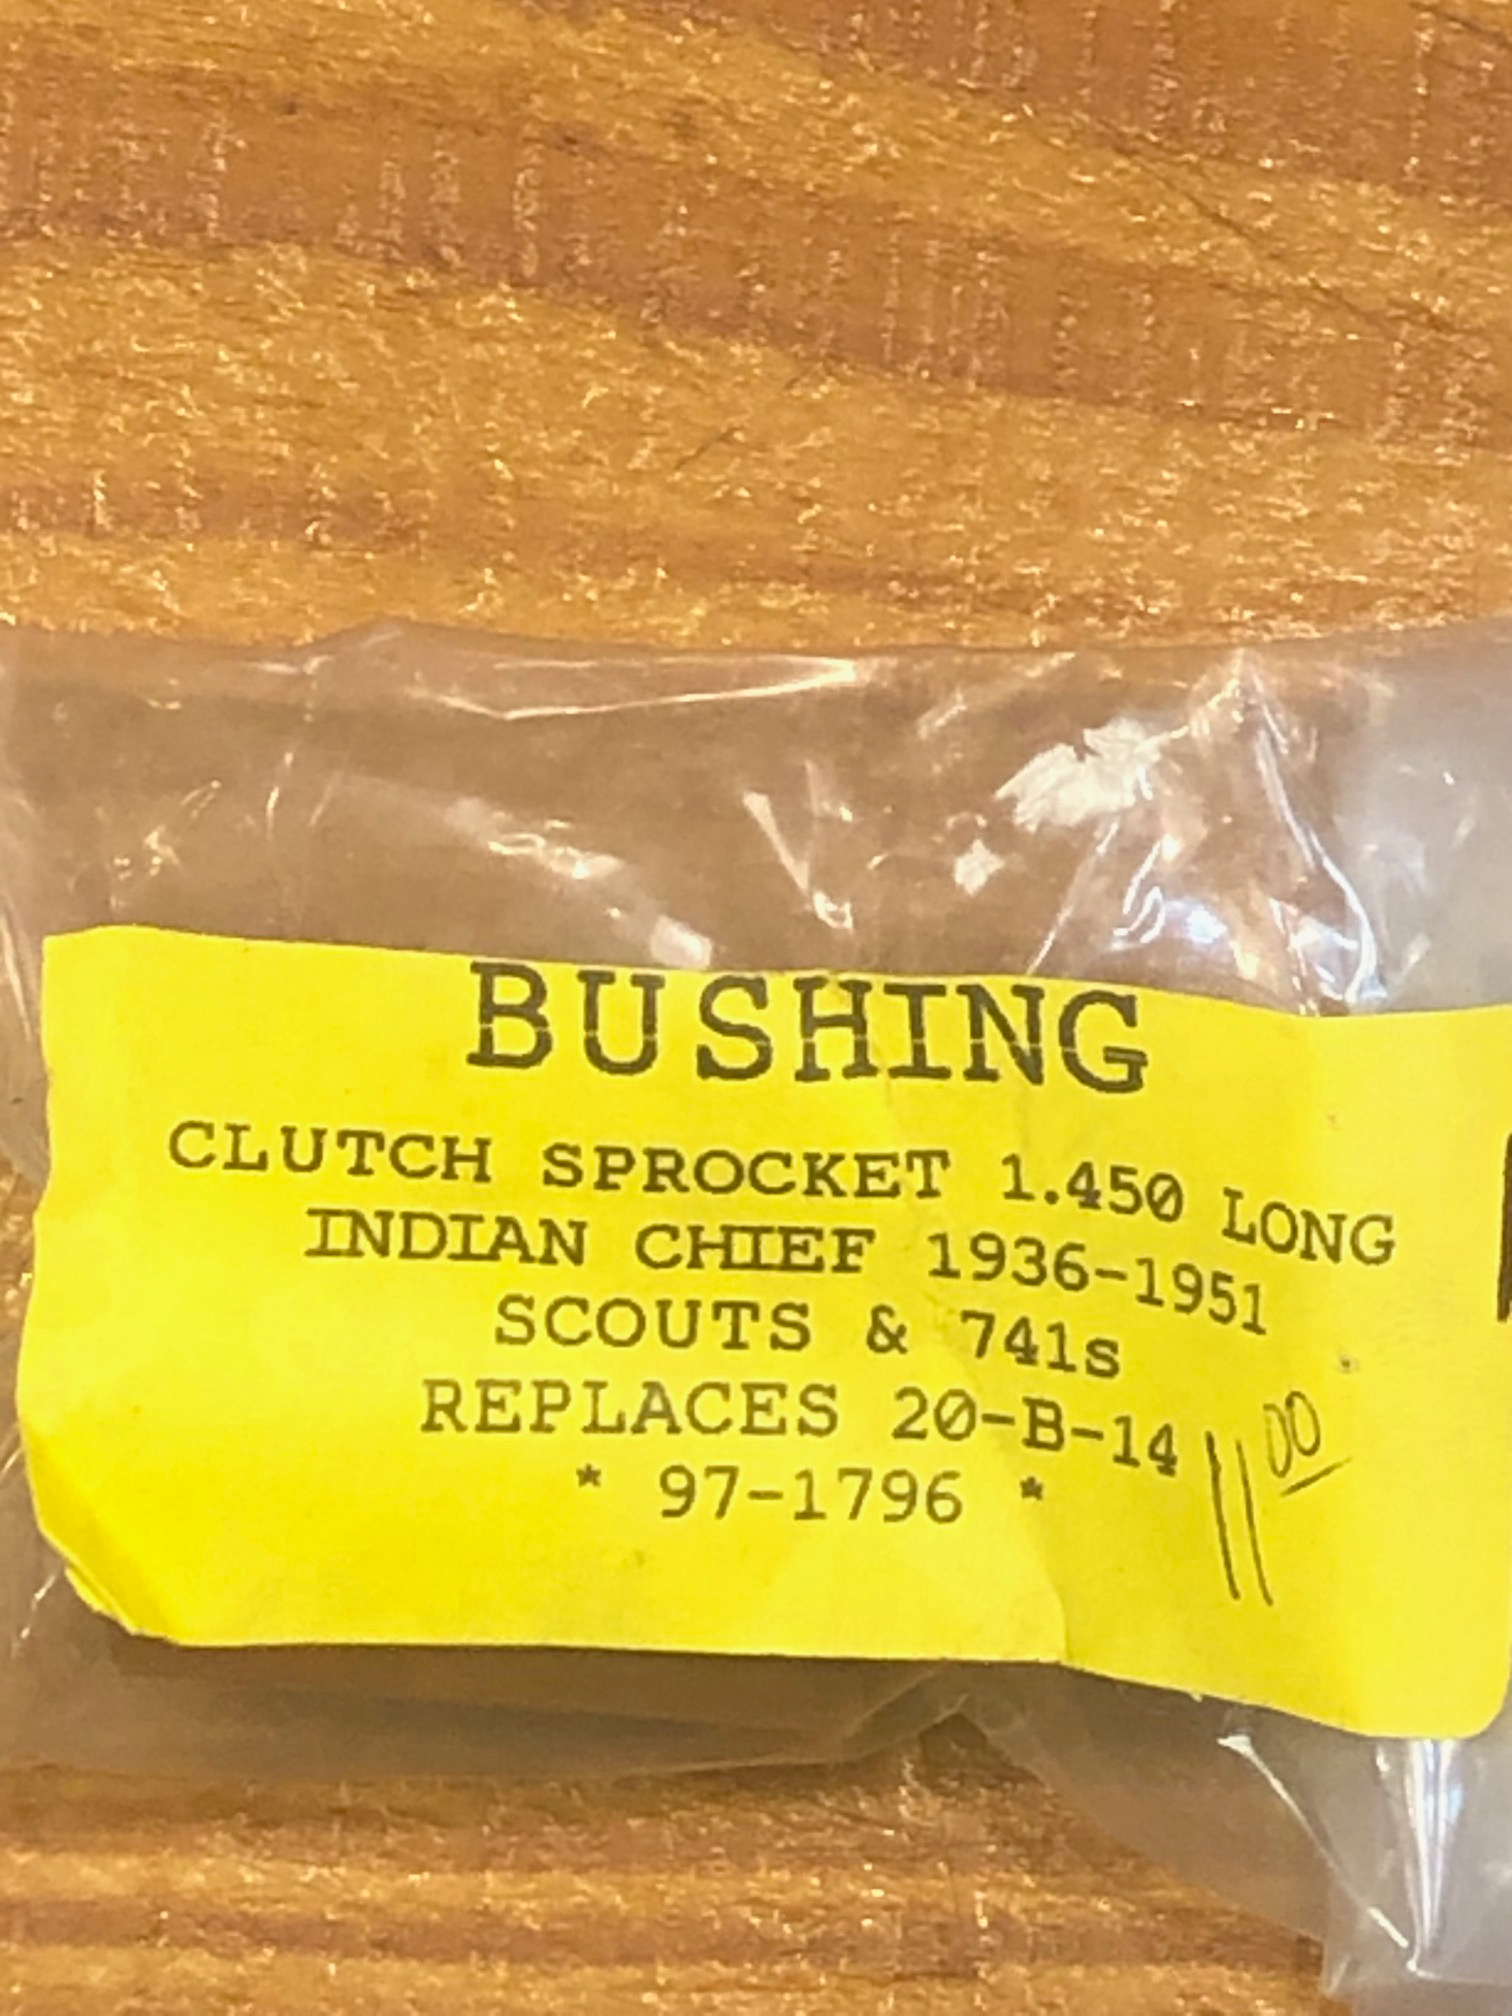 BUSHING
CLUTCH SPROCKET 1.450 LONG
INDIAN CHIEF 1936-1951
SCOUTS & 741s
REPLACES 20-B-14
* 97-1796 *
11.00